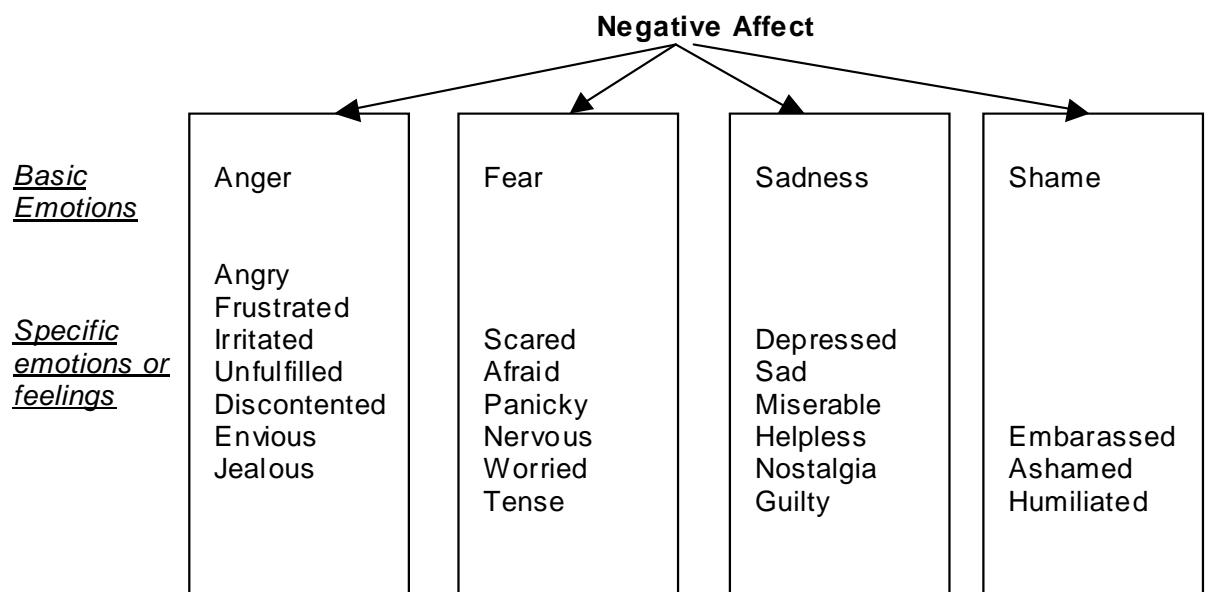 Negative Affect
Basic
Emotions
Anger
Fear
Sadness
Shame
Specific
emotions or
feelings
Angry
Frustrated
Irritated
Unfulfilled
Discontented
Envious
Jealous
Scared
Afraid
Panicky
Nervous
Worried
Tense
Depressed
Sad
Miserable
Helpless
Nostalgia
Guilty
Embarassed
Ashamed
Humiliated